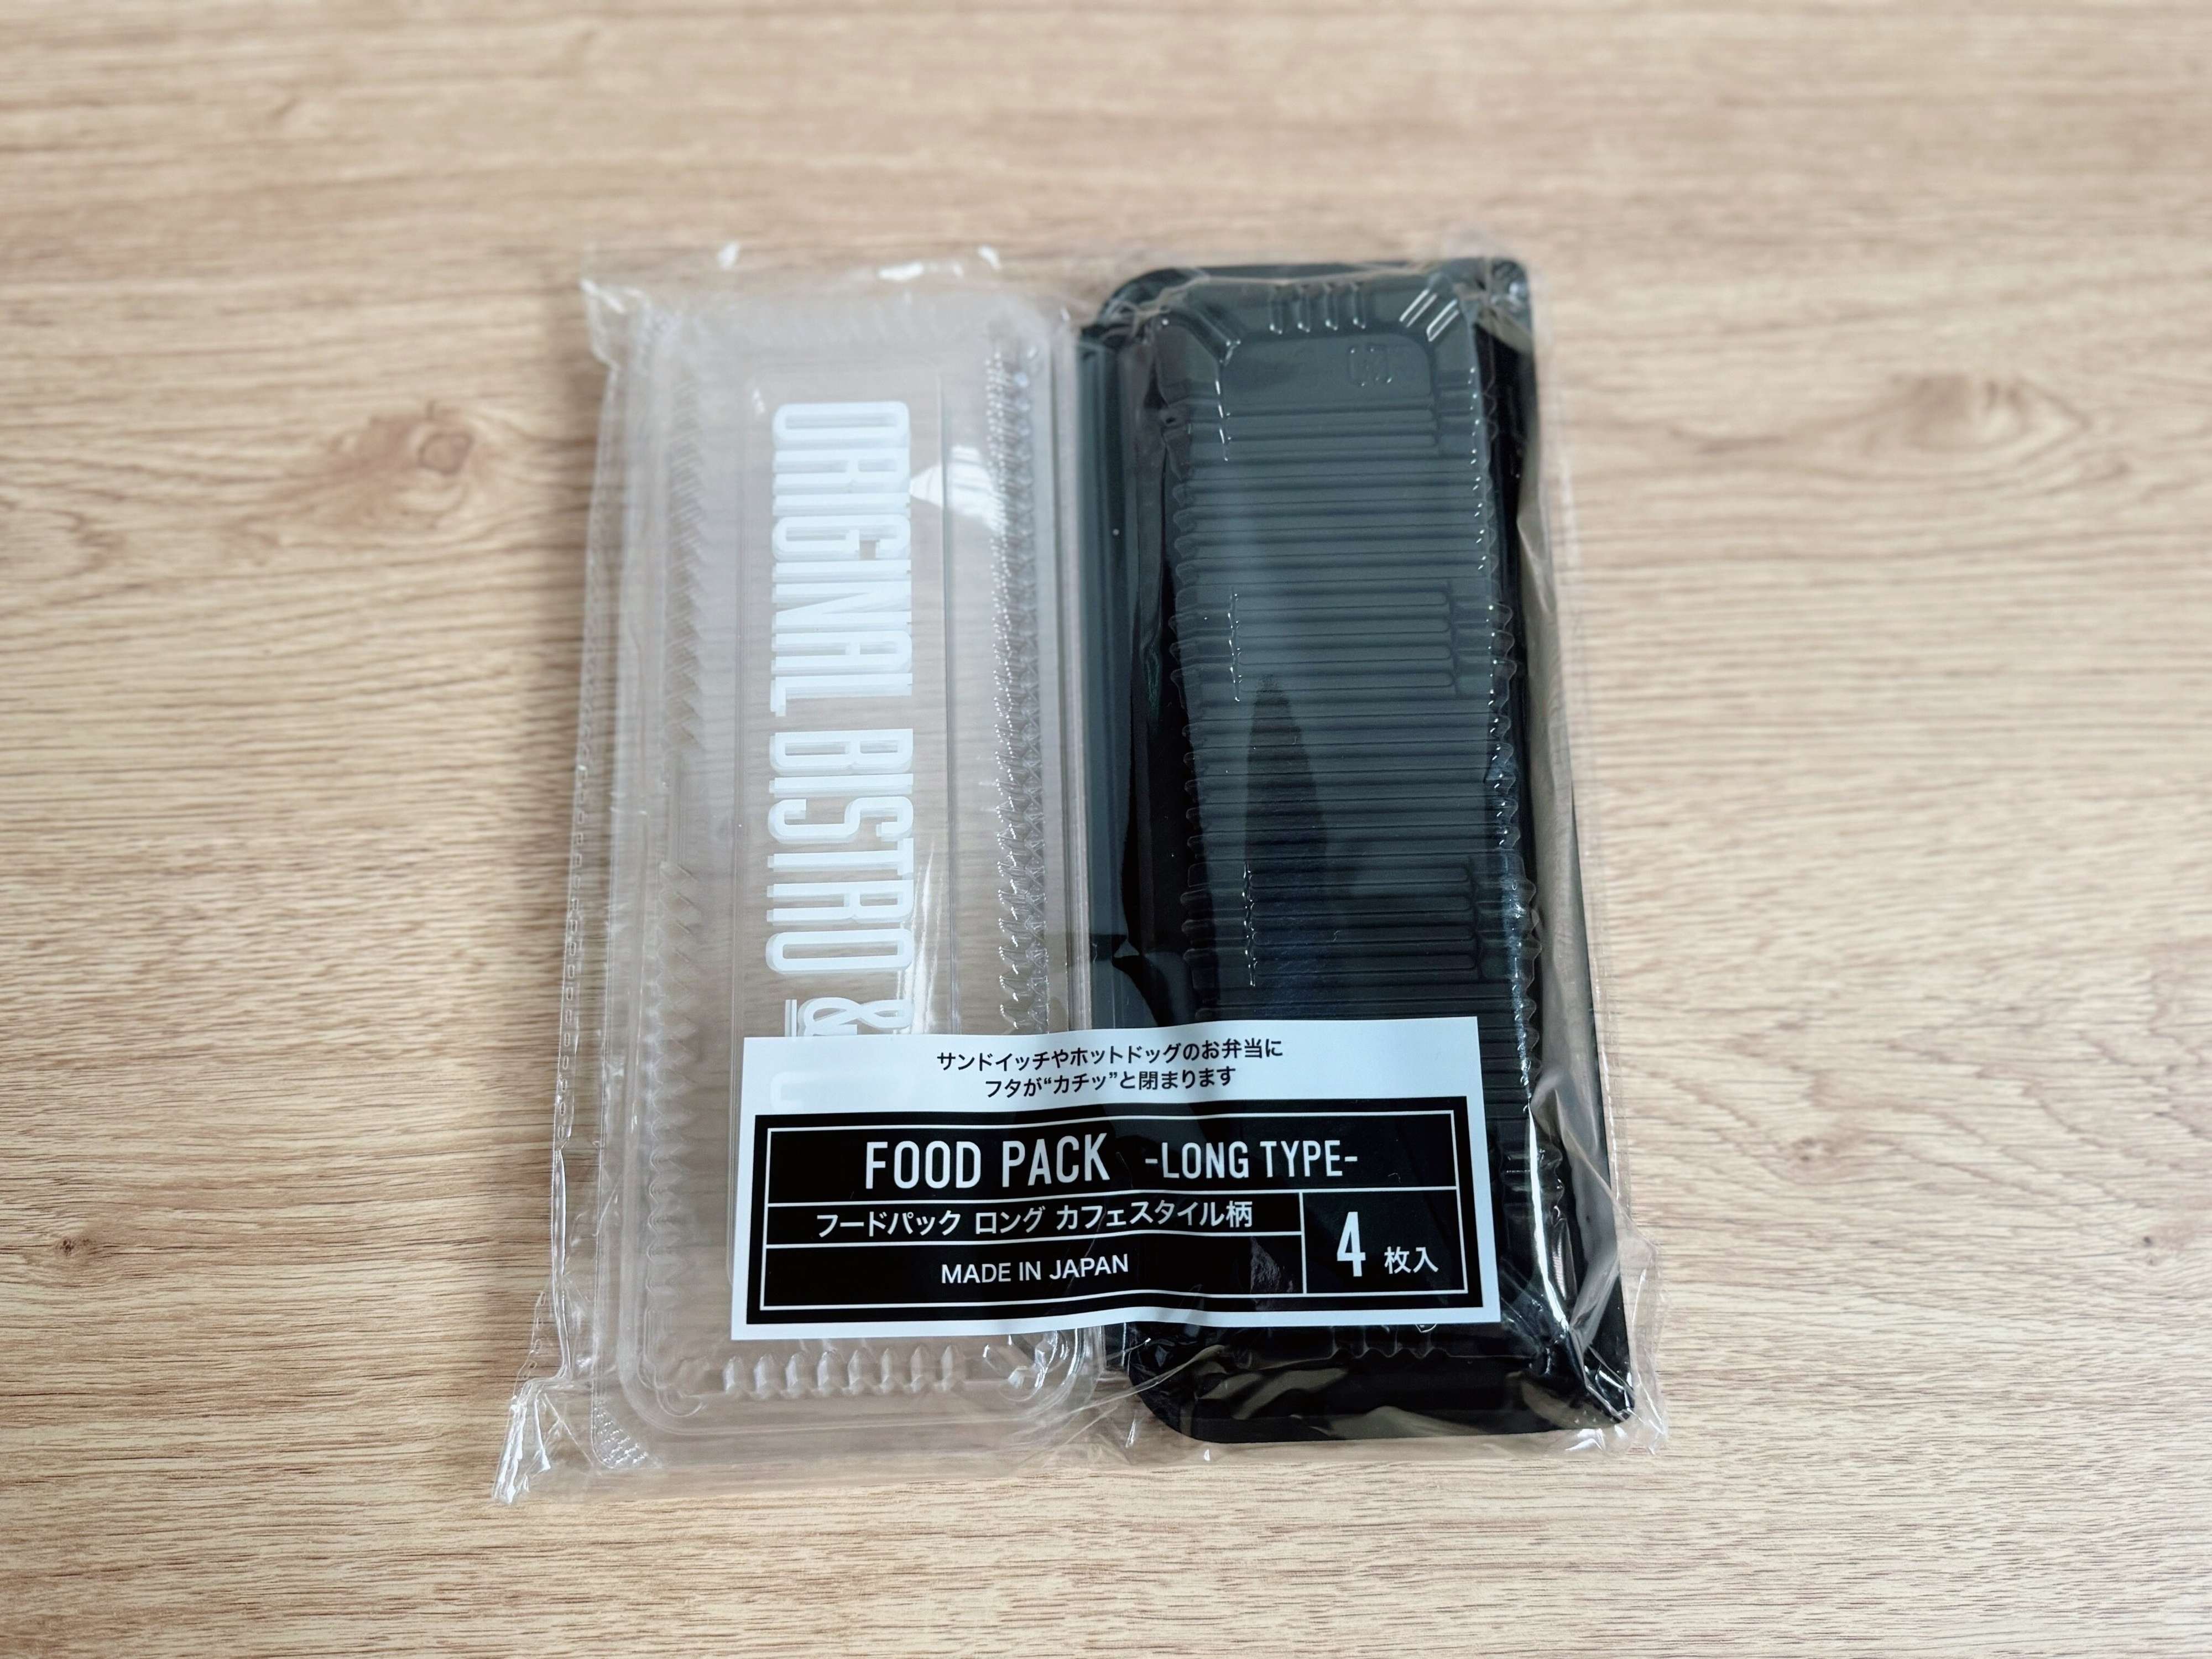 ORIGINAL BISTRO &
サンドイッチやホットドッグのお弁当に
フタが“カチッ”と閉まります
FOOD PACK -LONG TYPE-
フードパック ロング カフェスタイル柄
MADE IN JAPAN
4 枚入